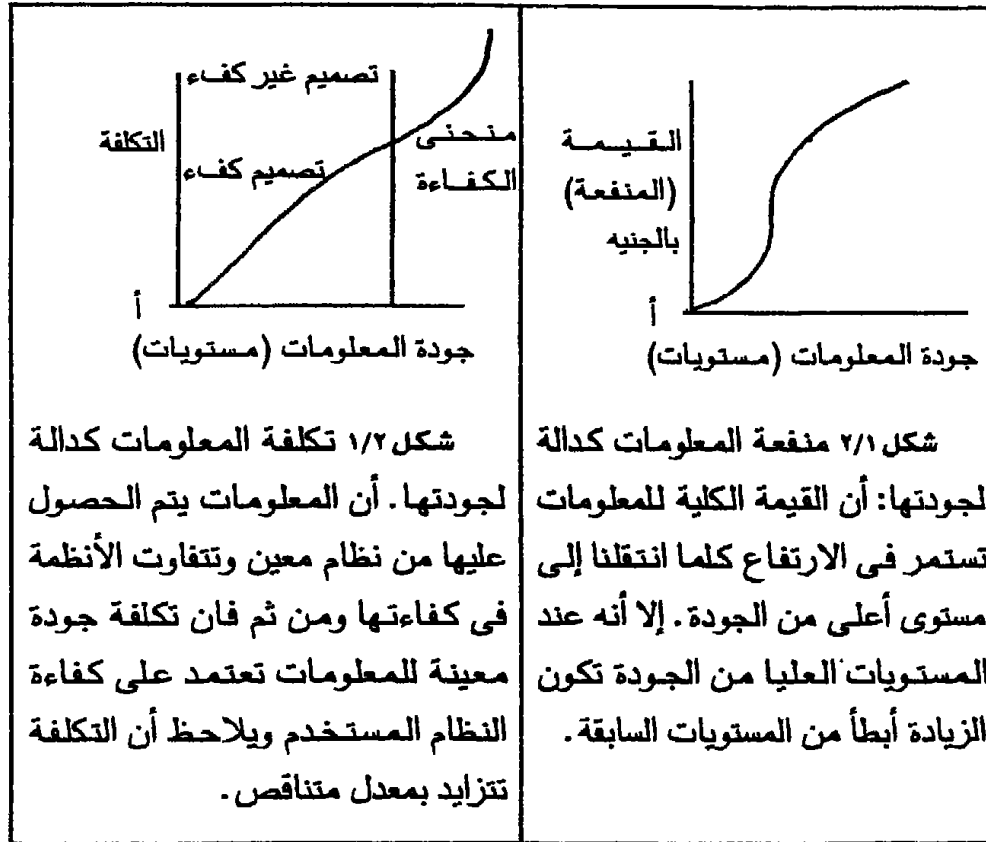 القيمة
(المنفعة)
بالجنيه
أ
جودة المعلومات (مستويات)
شكل ٢/١ منفعة المعلومات كدالة
لجودتها: أن القيمة الكلية للمعلومات
تستمر فى الارتفاع كلما انتقلنا إلى
مستوى أعلى من الجودة. إلا أنه عند
المستويات العليا من الجودة تكون
الزيادة أبطأ من المستويات السابقة.
تصميم غير كفء
التكلفة
منحنى
الكفاءة
تصميم كفء
أ
جودة المعلومات (مستويات)
شكل ١/٢ تكلفة المعلومات كدالة
لجودتها. أن المعلومات يتم الحصول
عليها من نظام معين وتتفاوت الأنظمة
فى كفاءتها ومن ثم فان تكلفة جودة
معينة للمعلومات تعتمد على كفاءة
النظام المستخدم ويلاحظ أن التكلفة
تتزايد بمعدل متناقص.